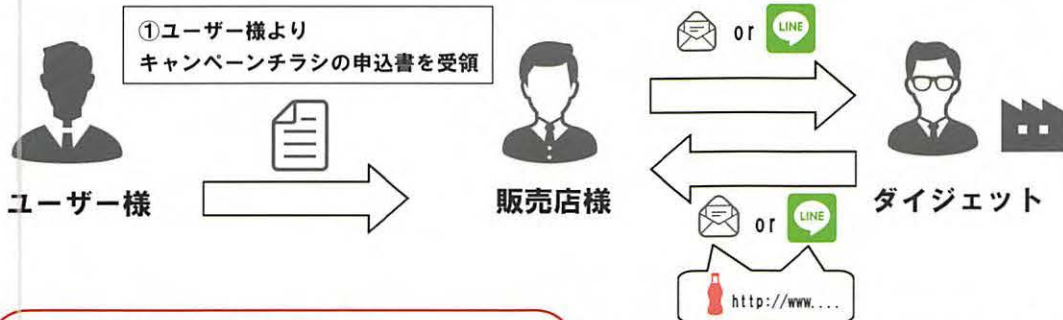 ①ユーザー様より
キャンペーンチラシの申込書を受領
or LINE
ユーザー様
販売店様
ダイジェット
or LINE
http://www....